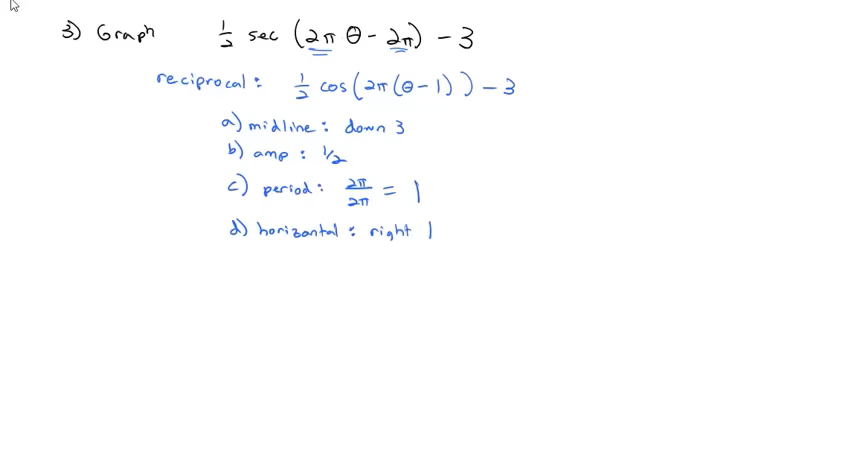 3) Graph 1/2 sec (2π θ - 2π) - 3
reciprocal: 1/2 cos(2π(θ - 1)) - 3
a) midline: down 3
b) amp: 1/2
c) period: 2π/2π = 1
d) horizantal: right 1